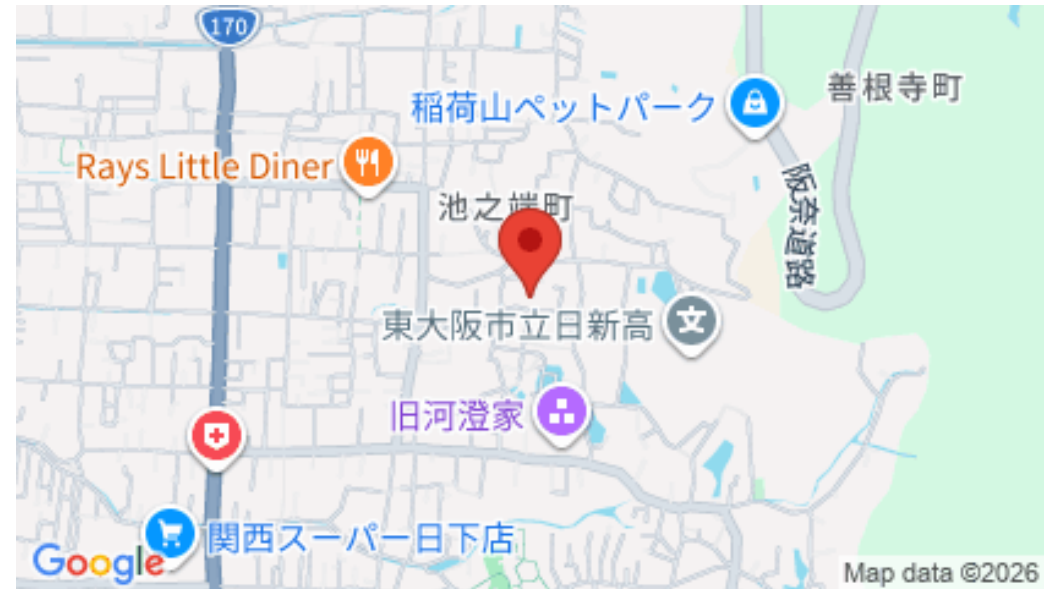 170
善根寺町
稲荷山ペットパーク
Rays Little Diner
阪奈道路
池之端町
東大阪市立日新高
文
旧河澄家
関西スーパー日下店
Google
Map data ©2026